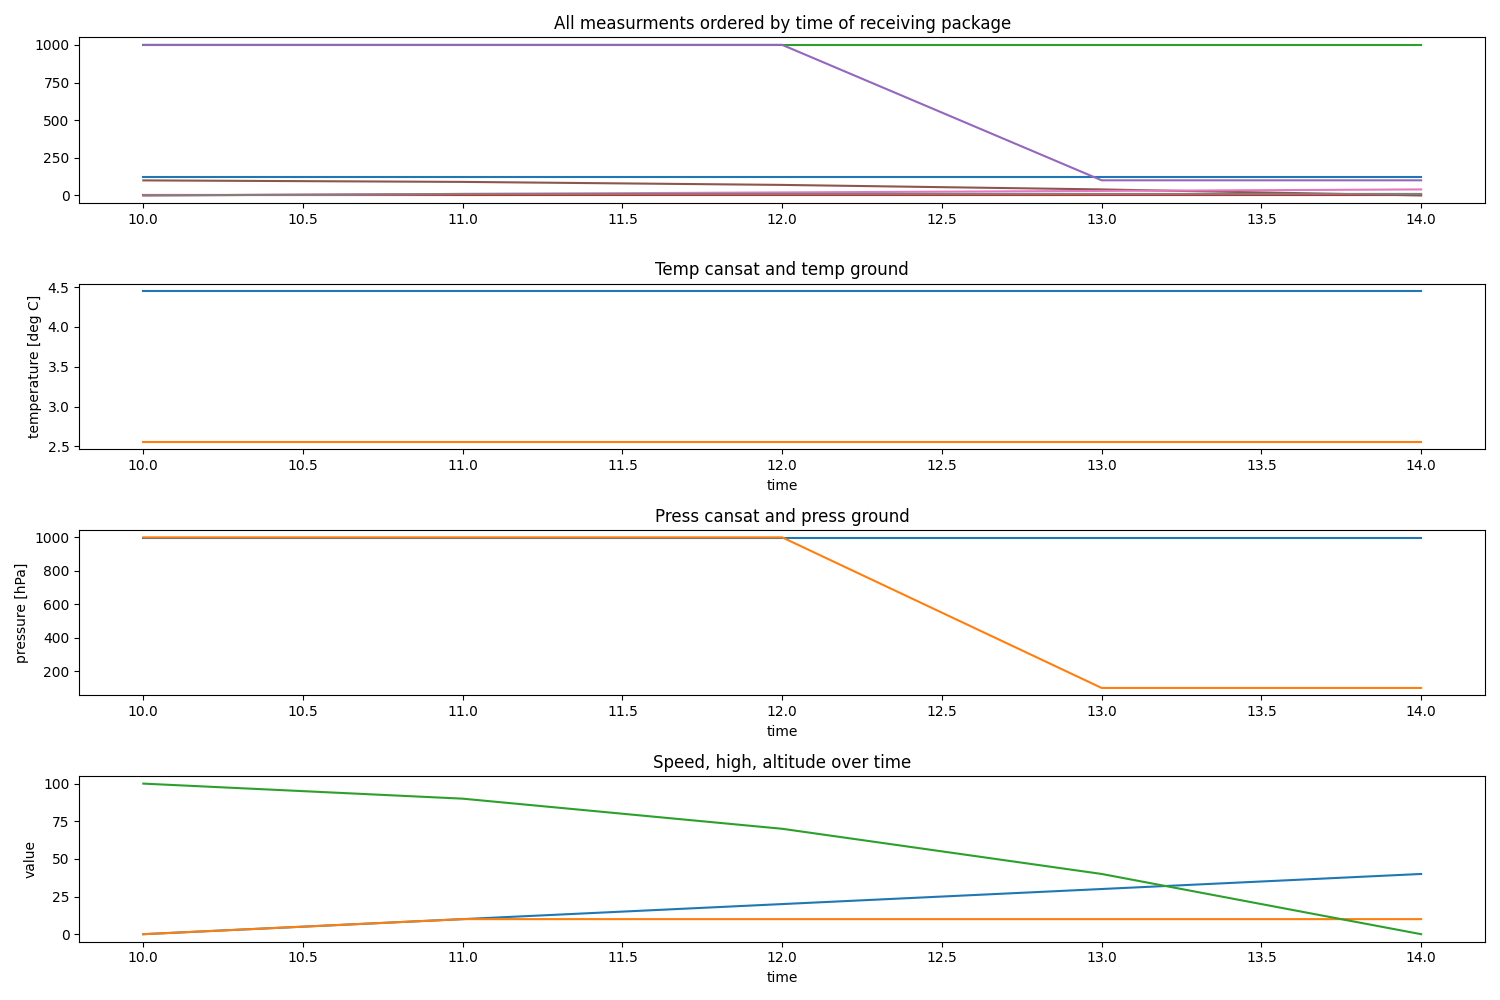 All measurments ordered by time of receiving package
1000
750
500
250
0
10.0 10.5 11.0 11.5 12.0 12.5 13.0 13.5 14.0
Temp cansat and temp ground
temperature [deg C]
4.5
4.0
3.5
3.0
2.5
10.0 10.5 11.0 11.5 12.0 12.5 13.0 13.5 14.0
time
Press cansat and press ground
pressure [hPa]
1000
800
600
400
200
10.0 10.5 11.0 11.5 12.0 12.5 13.0 13.5 14.0
time
Speed, high, altitude over time
value
100
75
50
25
0
10.0 10.5 11.0 11.5 12.0 12.5 13.0 13.5 14.0
time